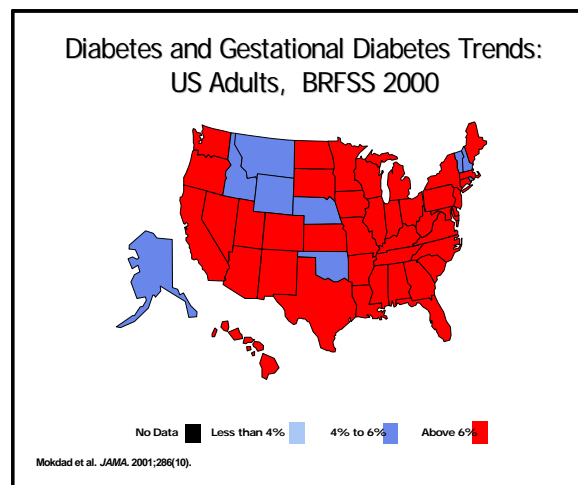 Diabetes and Gestational Diabetes Trends:
US Adults, BRFSS 2000
No Data Less than 4% 4% to 6% Above 6%
Mokdad et al. JAMA. 2001;286(10).